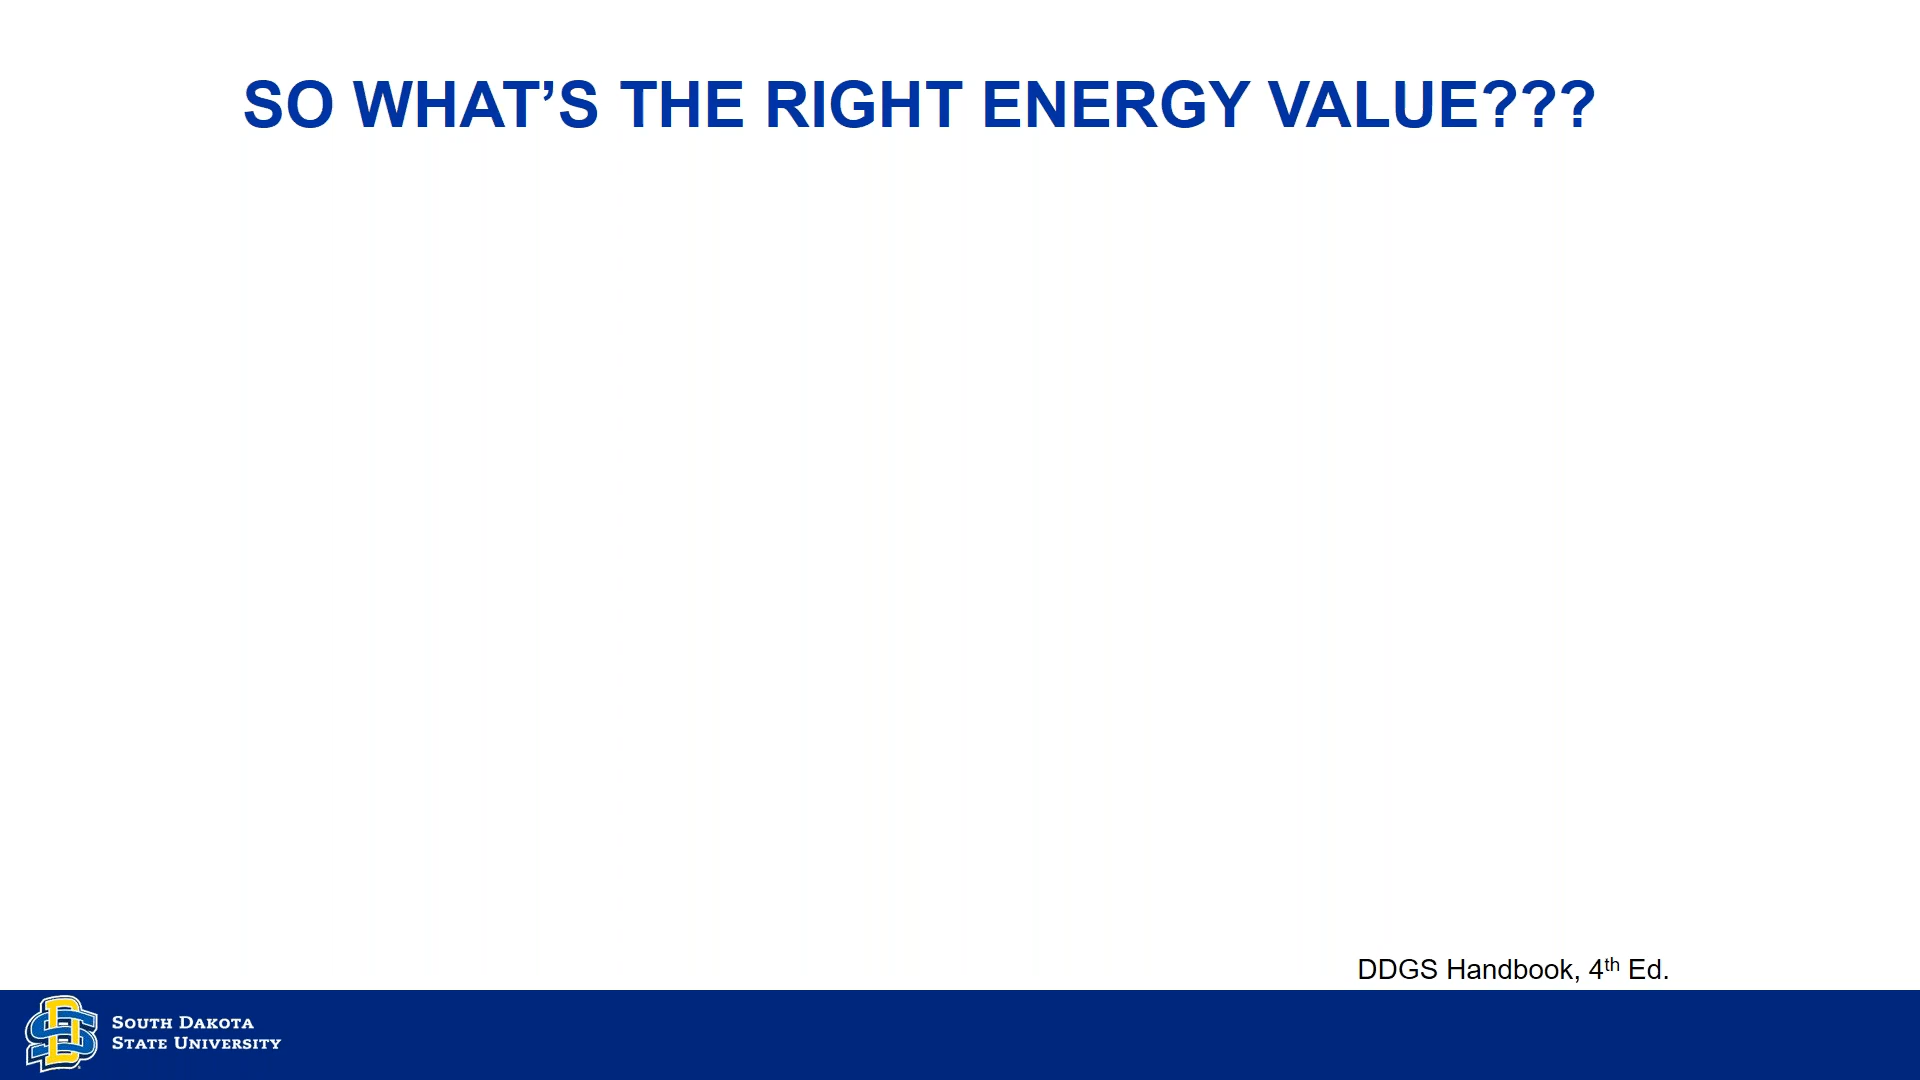 SO WHAT’S THE RIGHT ENERGY VALUE???
DDGS Handbook, 4th Ed.
SOUTH DAKOTA
STATE UNIVERSITY